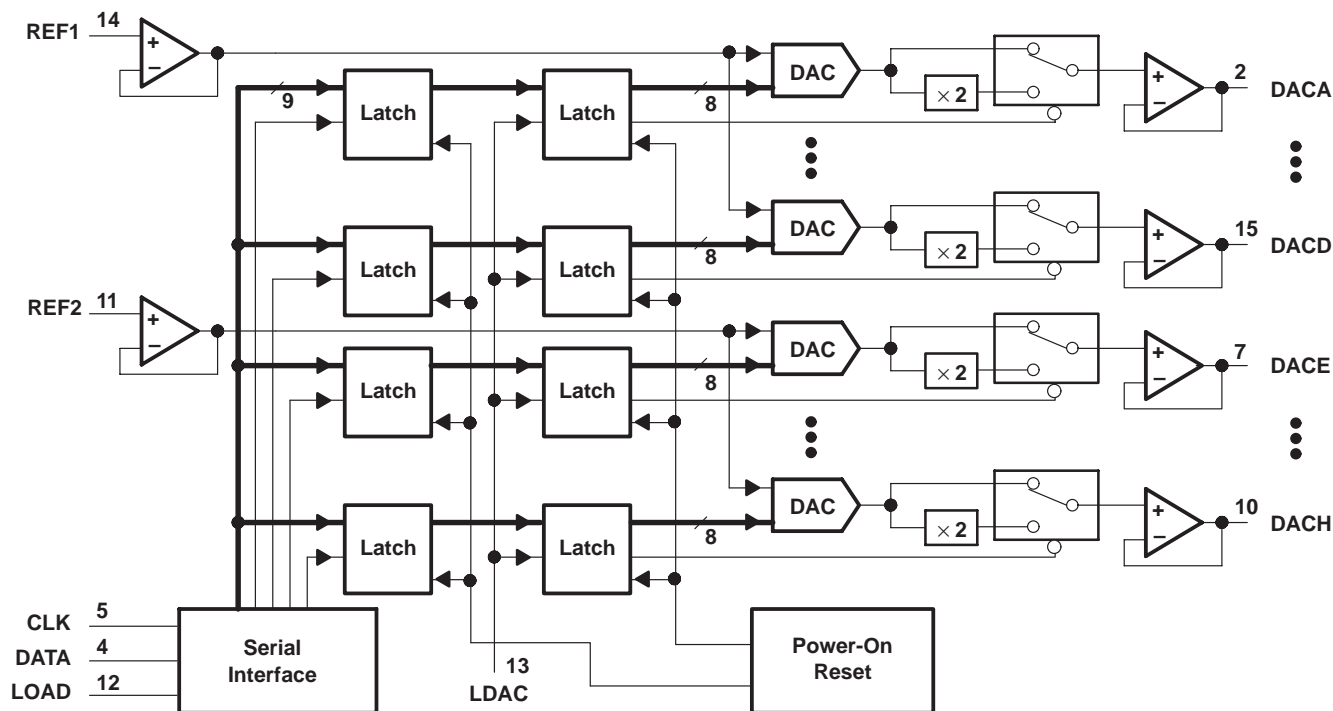 14
REF1
+
−
9
Latch
Latch
8
DAC
× 2
+
−
2
DACA
Latch
Latch
8
DAC
× 2
+
−
15
DACD
11
REF2
+
−
Latch
Latch
8
DAC
× 2
+
−
7
DACE
Latch
Latch
8
DAC
× 2
+
−
10
DACH
CLK
5
DATA
4
LOAD
12
Serial
Interface
13
LDAC
Power-On
Reset